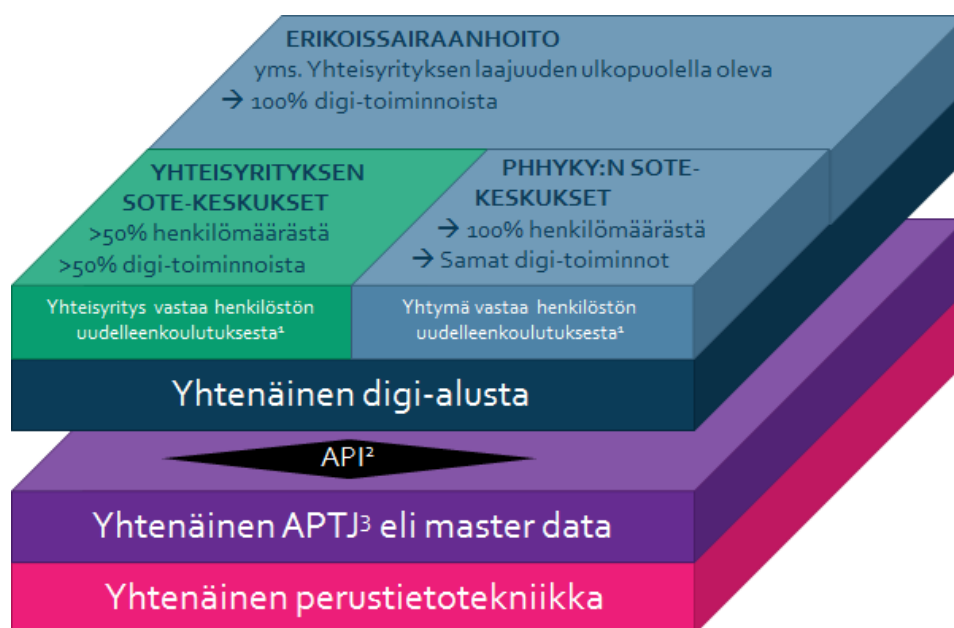 ERIKOISSAIRAANHOITO
yms. Yhteisyrityksen laajuuden ulkopuolella oleva
→ 100% digi-toiminnoista
YHTEISYRITYKSEN
SOTE-KESKUKSET
>50% henkilömäärästä
>50% digi-toiminnoista
PHHYKY:N SOTE-
KESKUKSET
→ 100% henkilömäärästä
→ Samat digi-toiminnot
Yhteisyritys vastaa henkilöstön
uudelleenkoulutuksesta¹
Yhtymä vastaa henkilöstön
uudelleenkoulutuksesta¹
Yhtenäinen digi-alusta
API²
Yhtenäinen APTJ³ eli master data
Yhtenäinen perustietotekniikka